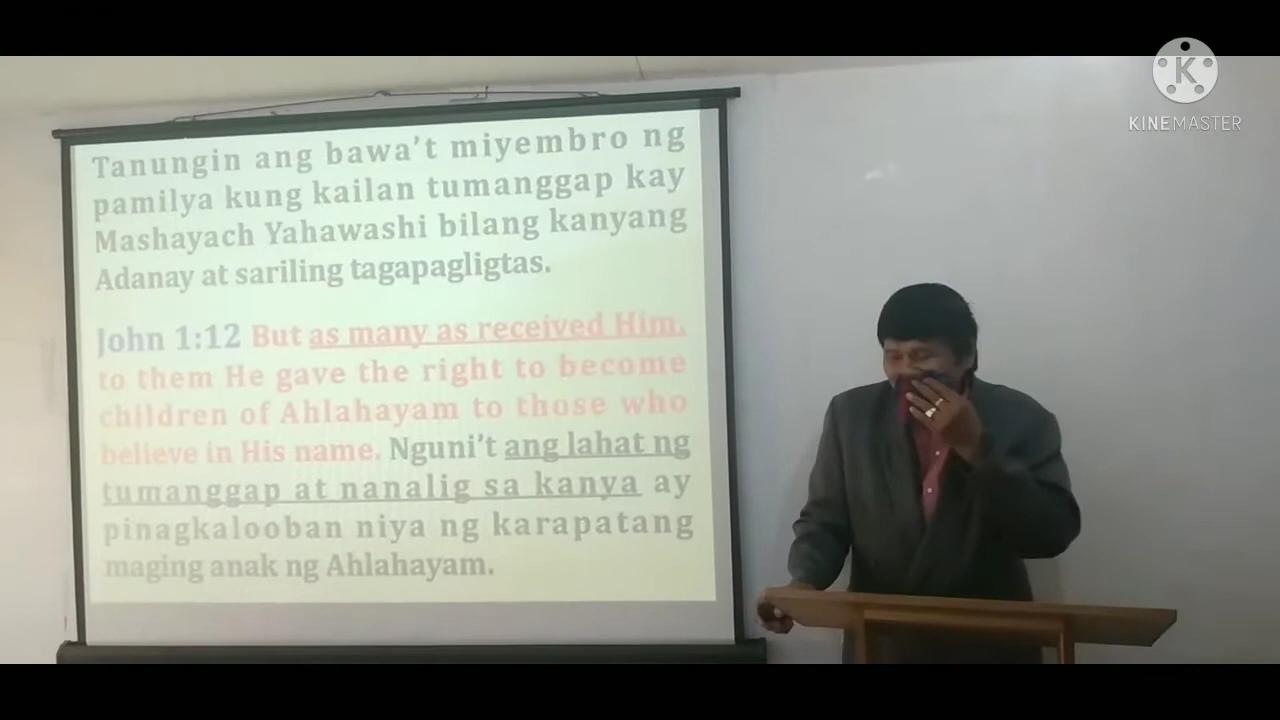 Tanungin ang bawa't miyembro ng
pamilya kung kailan tumanggap kay
Mashayach Yahawashi bilang kanyang
Adanay at sariling tagapagligtas.
John 1:12 But as many as received Him,
to them He gave the right to become
children of Ahlahayam to those who
believe in His name. Nguni't ang lahat ng
tumanggap at nanalig sa kanya ay
pinagkalooban niya ng karapatang
maging anak ng Ahlahayam.
K
KINEMASTER